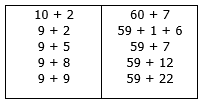 10 + 2
9 + 2
9 + 5
9 + 8
9 + 9
60 + 7
59 + 1 + 6
59 + 7
59 + 12
59 + 22